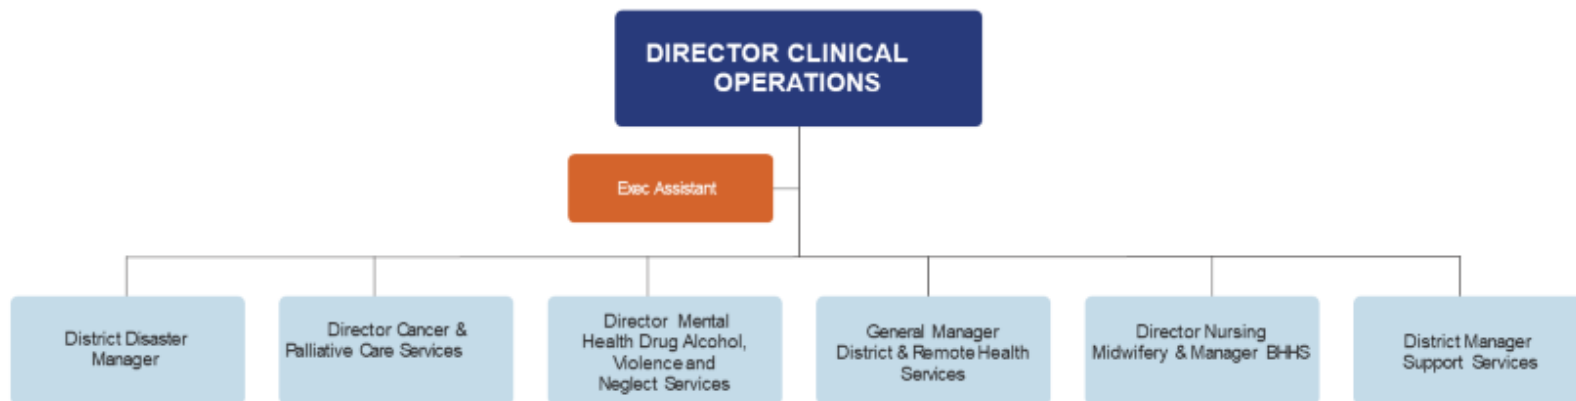 DIRECTOR CLINICAL
OPERATIONS
Exec Assistant
District Disaster
Manager
Director Cancer &
Palliative Care Services
Director Mental
Health Drug Alcohol,
Violence and
Neglect Services
General Manager
District & Remote Health
Services
Director Nursing
Midwifery & Manager BHHS
District Manager
Support Services